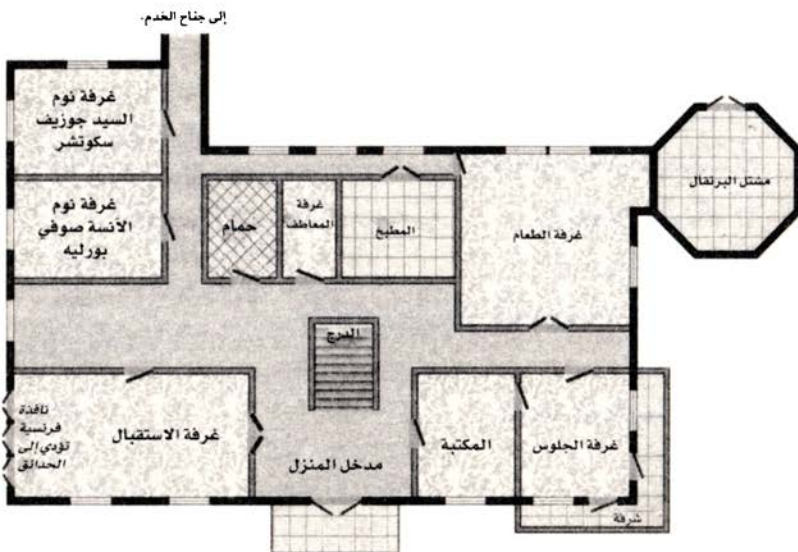 إلى جناح الخدم.
غرفة نوم
السيد جوزيف
سكوتشر
غرفة نوم
الآنسة صوفي
بورليه
حمام
غرفة
المعاطف
المطبخ
غرفة الطعام
مشتل البرتقال
الدرج
نافذة
فرنسية
تؤدي إلى
الحدائق
غرفة الاستقبال
مدخل المنزل
المكتبة
غرفة الجلوس
شرفة